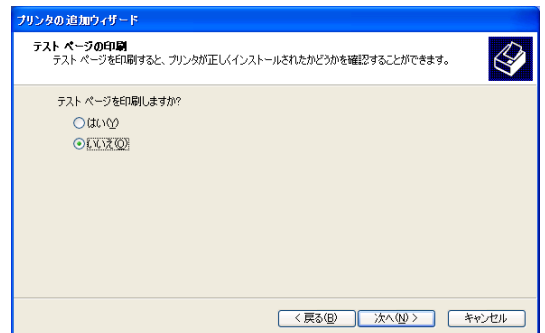 プリンタの追加ウィザード
テスト ページの印刷
テスト ページを印刷すると、プリンタが正しくインストールされたかどうかを確認することができます。
テスト ページを印刷しますか?
はい(Y)
いいえ(O)
< 戻る(B) 次へ(N) > キャンセル